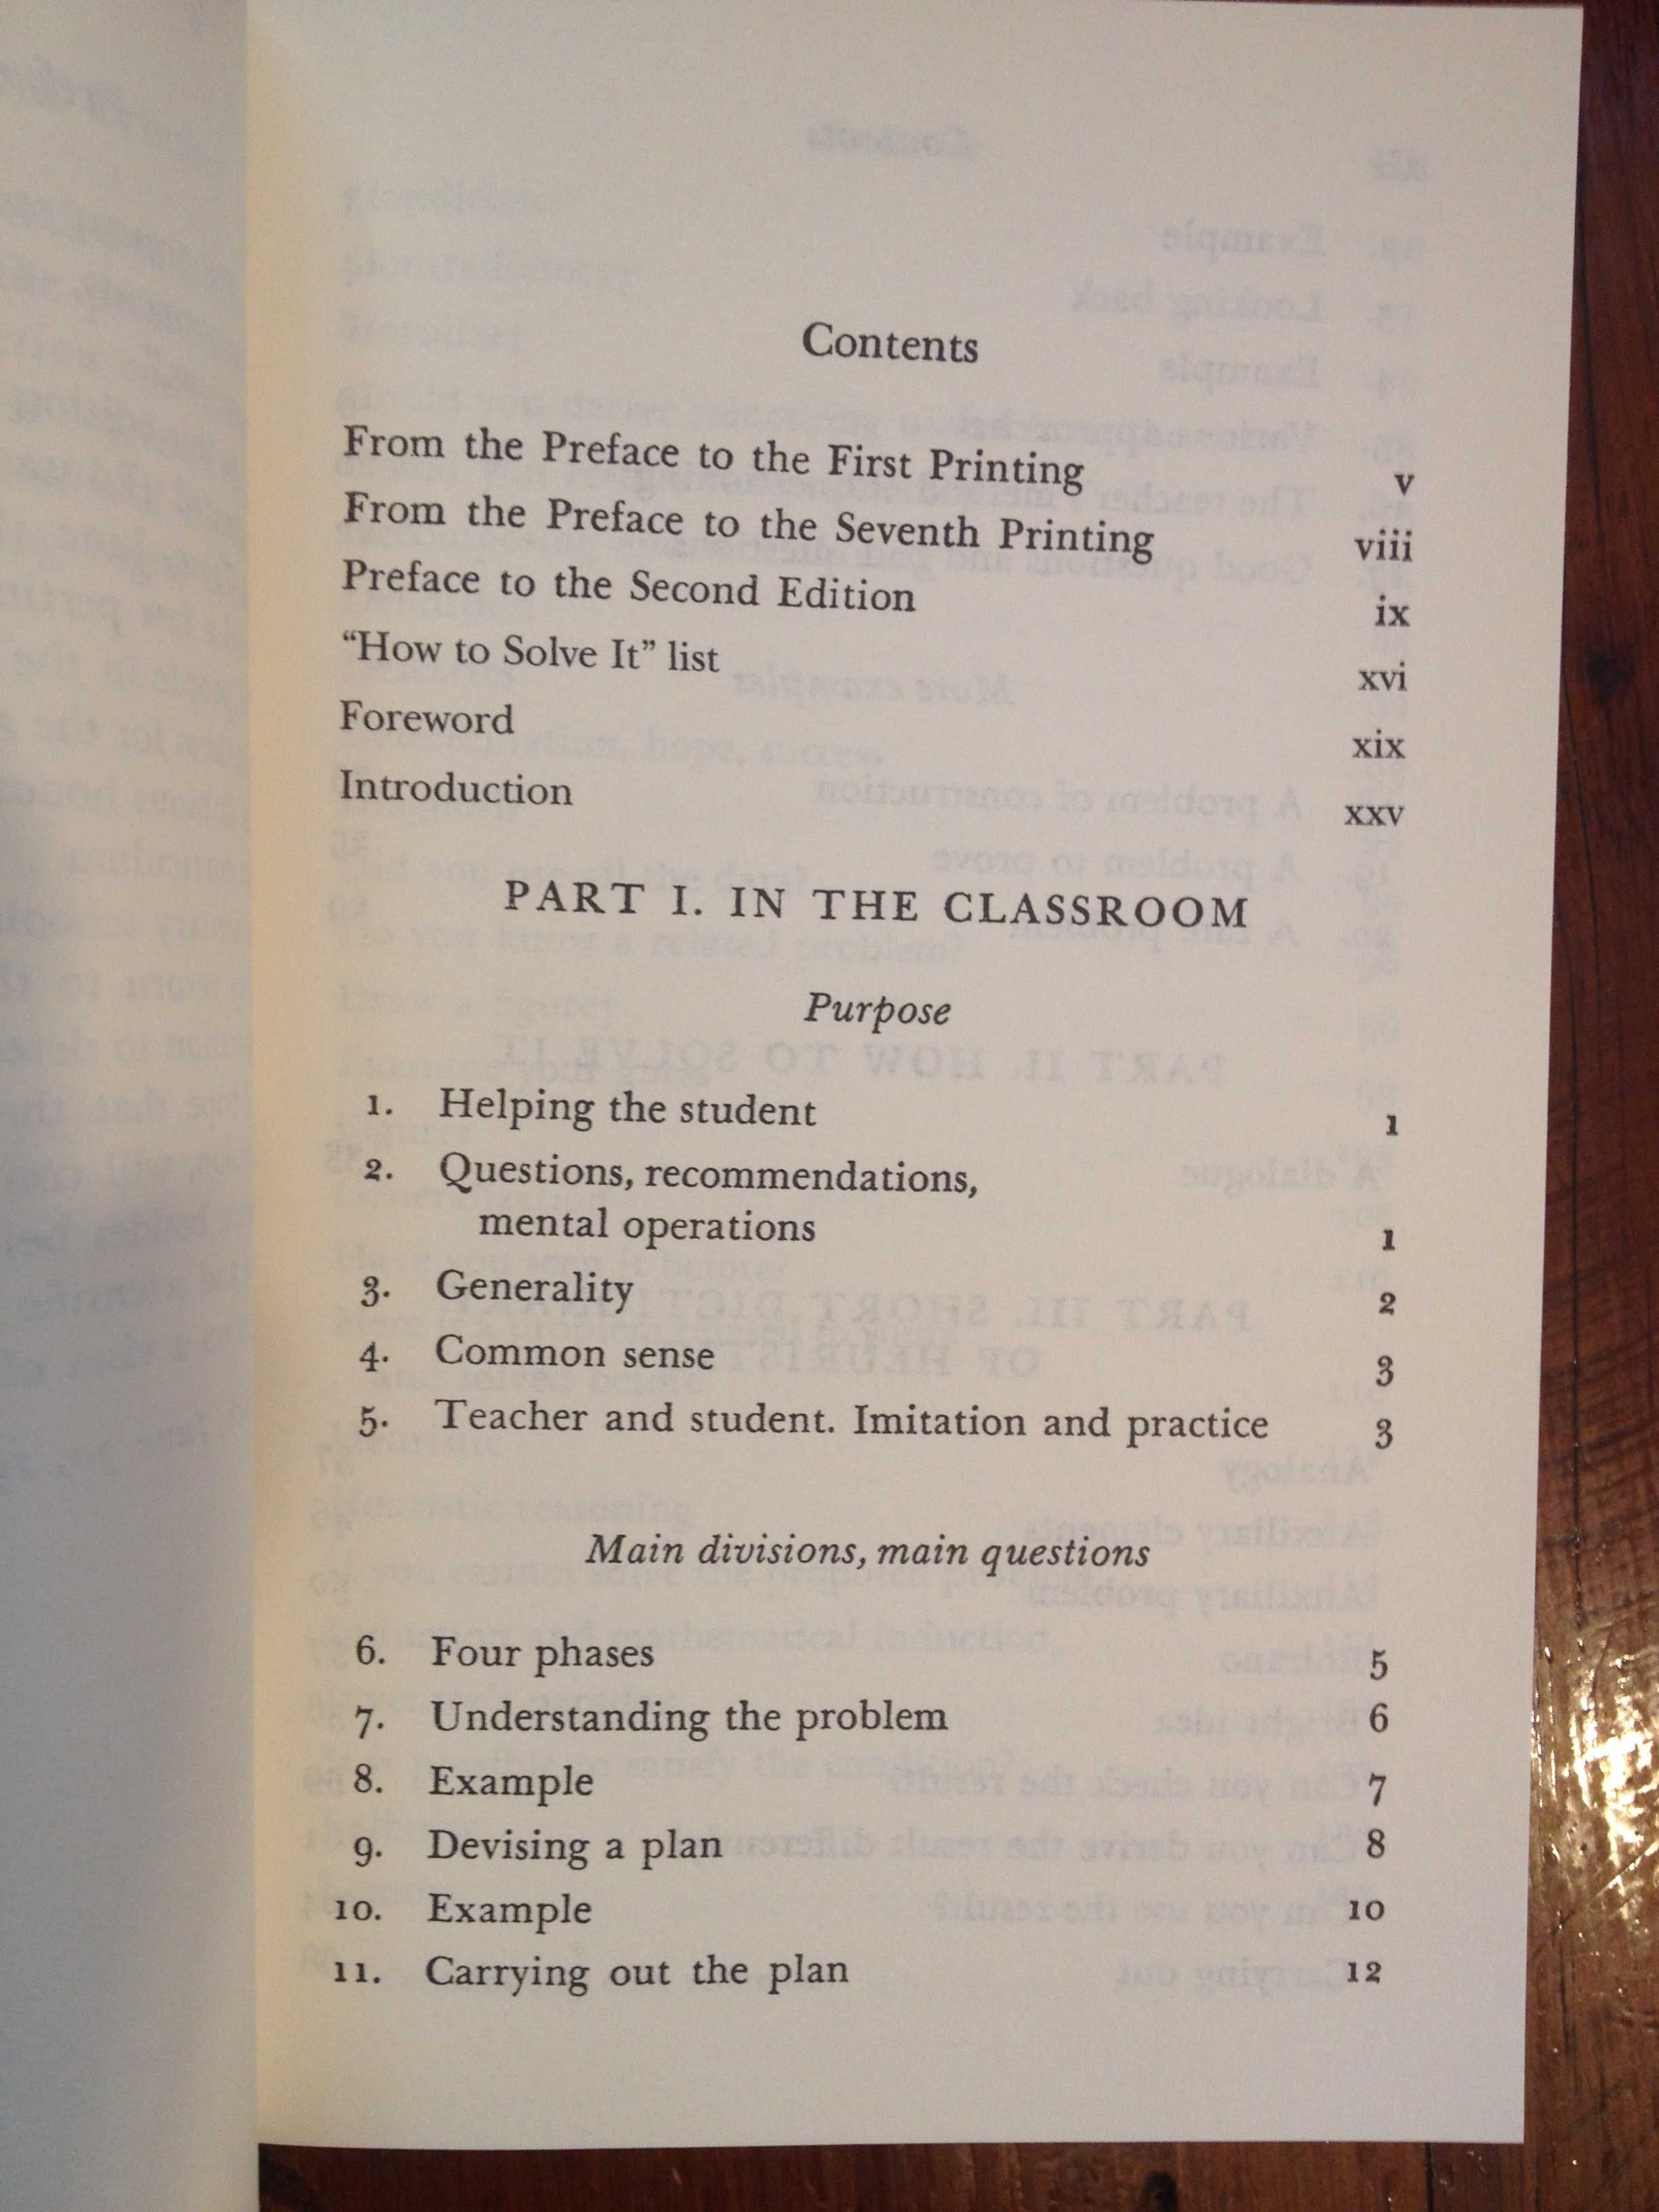 Contents
From the Preface to the First Printing v
From the Preface to the Seventh Printing viii
Preface to the Second Edition ix
“How to Solve It” list xvi
Foreword xix
Introduction xxv
PART I. IN THE CLASSROOM
Purpose
1. Helping the student 1
2. Questions, recommendations,
mental operations 1
3. Generality 2
4. Common sense 3
5. Teacher and student. Imitation and practice 3
Main divisions, main questions
6. Four phases 5
7. Understanding the problem 6
8. Example 7
9. Devising a plan 8
10. Example 10
11. Carrying out the plan 12